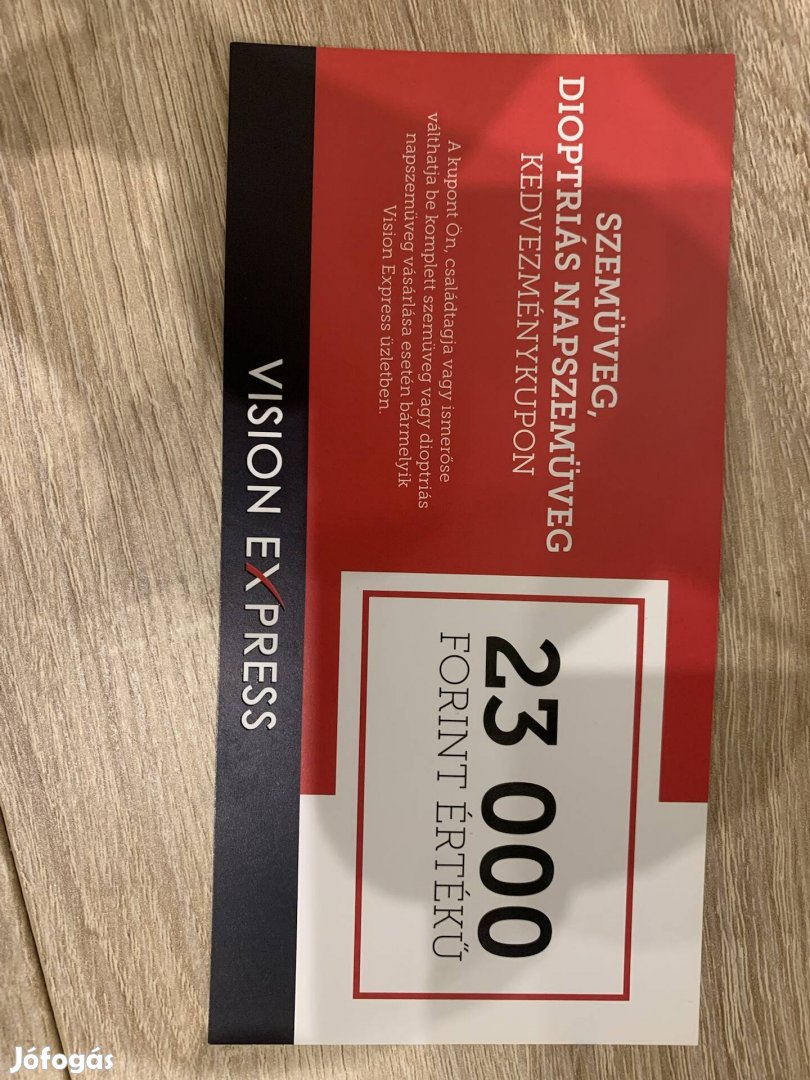 SZEMÜVEG,
DIOPTRIÁS NAPSZEMÜVEG
KEDVEZMÉNYKUPON
A kupont Ön, családtagja vagy ismerőse
válthatja be komplett szemüveg vagy dioptriás
napszemüveg vásárlása esetén bármelyik
Vision Express üzletben.
23 000
FORINT ÉRTÉKŰ
VISION EXPRESS
Jófogás